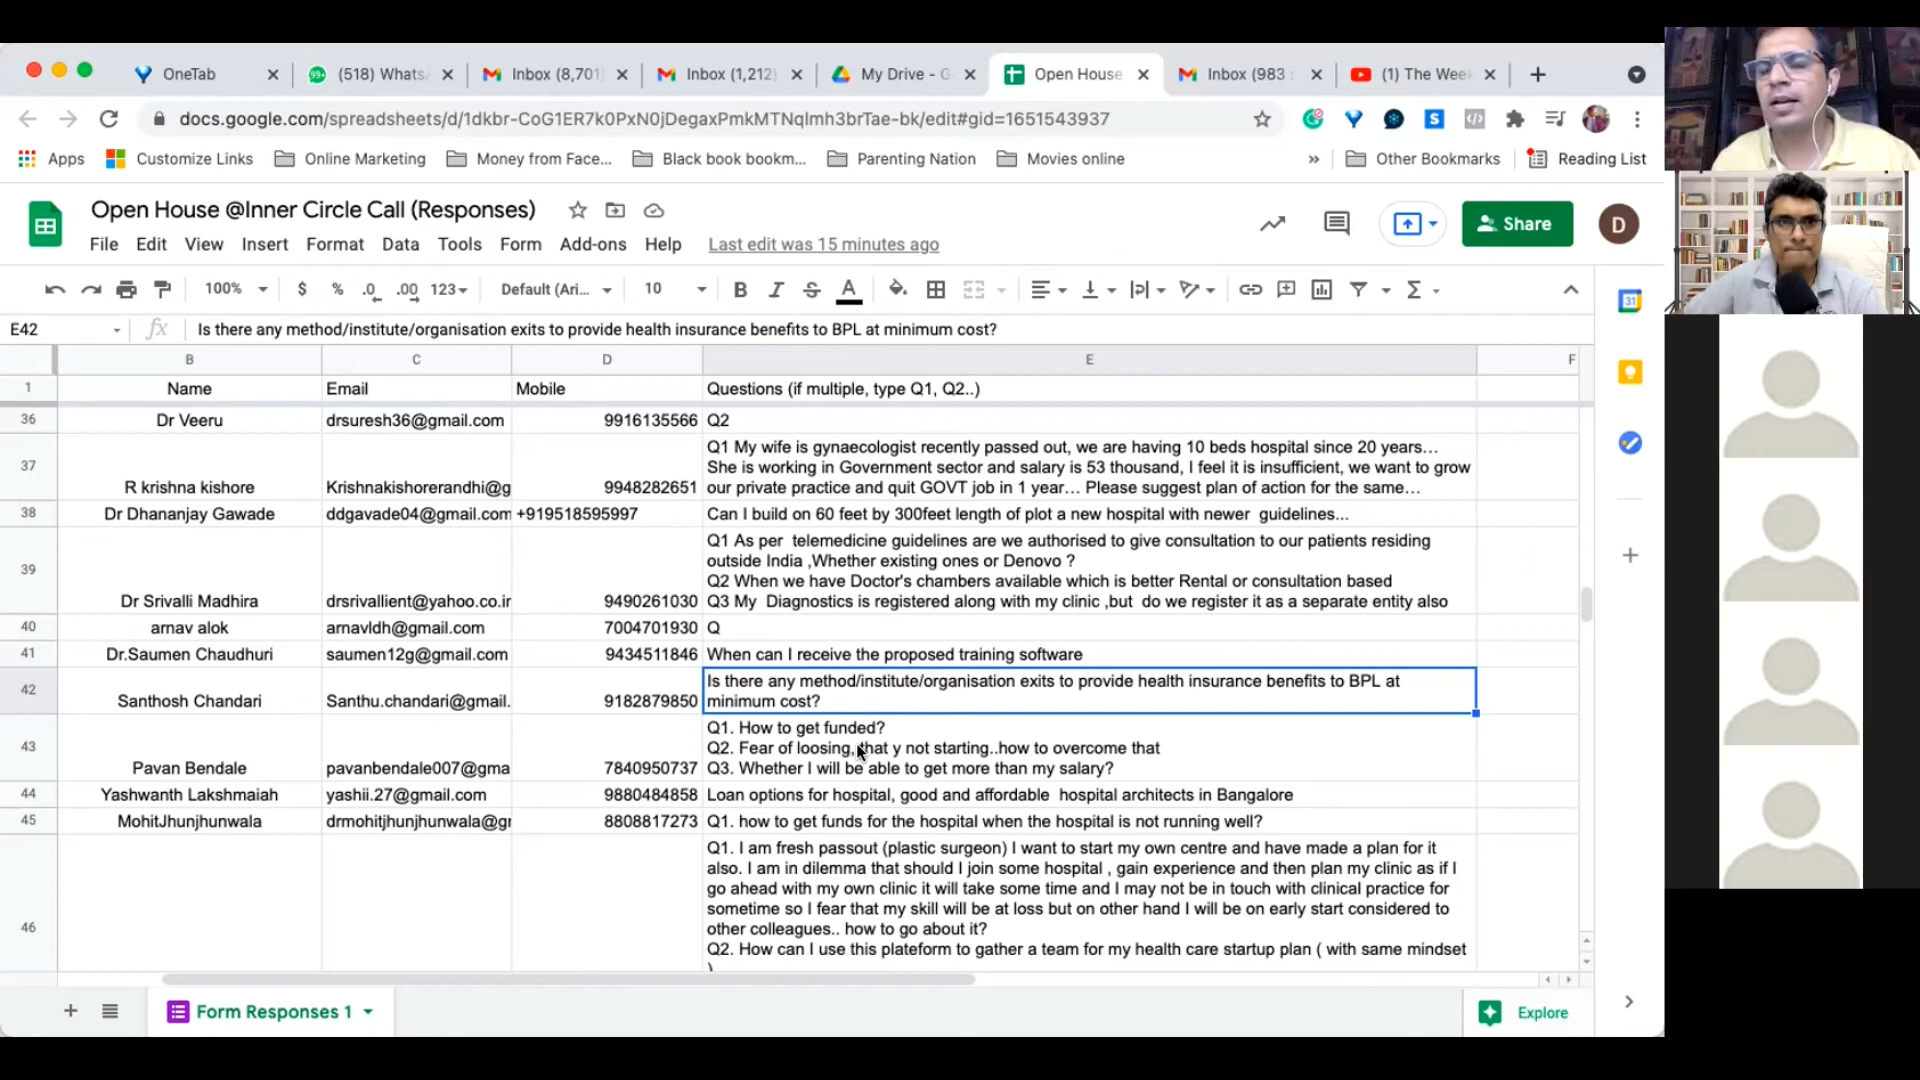 OneTab
(518) Whats
Inbox (8,701
Inbox (1,212)
My Drive - G
Open House
Inbox (983
(1) The Wee
docs.google.com/spreadsheets/d/1dkbr-CoG1ER7k0PxN0jDegaxPmkMTNqlmh3brTae-bk/edit#gid=1651543937
Apps
Customize Links
Online Marketing
Money from Face...
Black book bookm...
Parenting Nation
Movies online
»
Other Bookmarks
Reading List
Open House @Inner Circle Call (Responses)
Share
D
File Edit View Insert Format Data Tools Form Add-ons Help Last edit was 15 minutes ago
100% $ % .0 .00 123 Default (Ari... 10 B I S A Σ
E42 fx Is there any method/institute/organisation exits to provide health insurance benefits to BPL at minimum cost?
B C D E F
1 Name Email Mobile Questions (if multiple, type Q1, Q2..)
36 Dr Veeru drsuresh36@gmail.com 9916135566 Q2
37 R krishna kishore Krishnakishorerandhi@g 9948282651 Q1 My wife is gynaecologist recently passed out, we are having 10 beds hospital since 20 years...
She is working in Government sector and salary is 53 thousand, I feel it is insufficient, we want to grow
our private practice and quit GOVT job in 1 year... Please suggest plan of action for the same...
38 Dr Dhananjay Gawade ddgavade04@gmail.com +919518595997 Can I build on 60 feet by 300feet length of plot a new hospital with newer guidelines...
39 Dr Srivalli Madhira drsrivallient@yahoo.co.ir 9490261030 Q1 As per telemedicine guidelines are we authorised to give consultation to our patients residing
outside India ,Whether existing ones or Denovo ?
Q2 When we have Doctor's chambers available which is better Rental or consultation based
Q3 My Diagnostics is registered along with my clinic ,but do we register it as a separate entity also
40 arnav alok arnavldh@gmail.com 7004701930 Q
41 Dr.Saumen Chaudhuri saumen12g@gmail.com 9434511846 When can I receive the proposed training software
42 Santhosh Chandari Santhu.chandari@gmail. 9182879850 Is there any method/institute/organisation exits to provide health insurance benefits to BPL at
minimum cost?
43 Pavan Bendale pavanbendale007@gma 7840950737 Q1. How to get funded?
Q2. Fear of loosing, that y not starting..how to overcome that
Q3. Whether I will be able to get more than my salary?
44 Yashwanth Lakshmaiah yashii.27@gmail.com 9880484858 Loan options for hospital, good and affordable hospital architects in Bangalore
45 MohitJhunjhunwala drmohitjhunjhunwala@gr 8808817273 Q1. how to get funds for the hospital when the hospital is not running well?
46 Q1. I am fresh passout (plastic surgeon) I want to start my own centre and have made a plan for it
also. I am in dilemma that should I join some hospital , gain experience and then plan my clinic as if I
go ahead with my own clinic it will take some time and I may not be in touch with clinical practice for
sometime so I fear that my skill will be at loss but on other hand I will be on early start considered to
other colleagues.. how to go about it?
Q2. How can I use this plateform to gather a team for my health care startup plan ( with same mindset
)
Form Responses 1
Explore